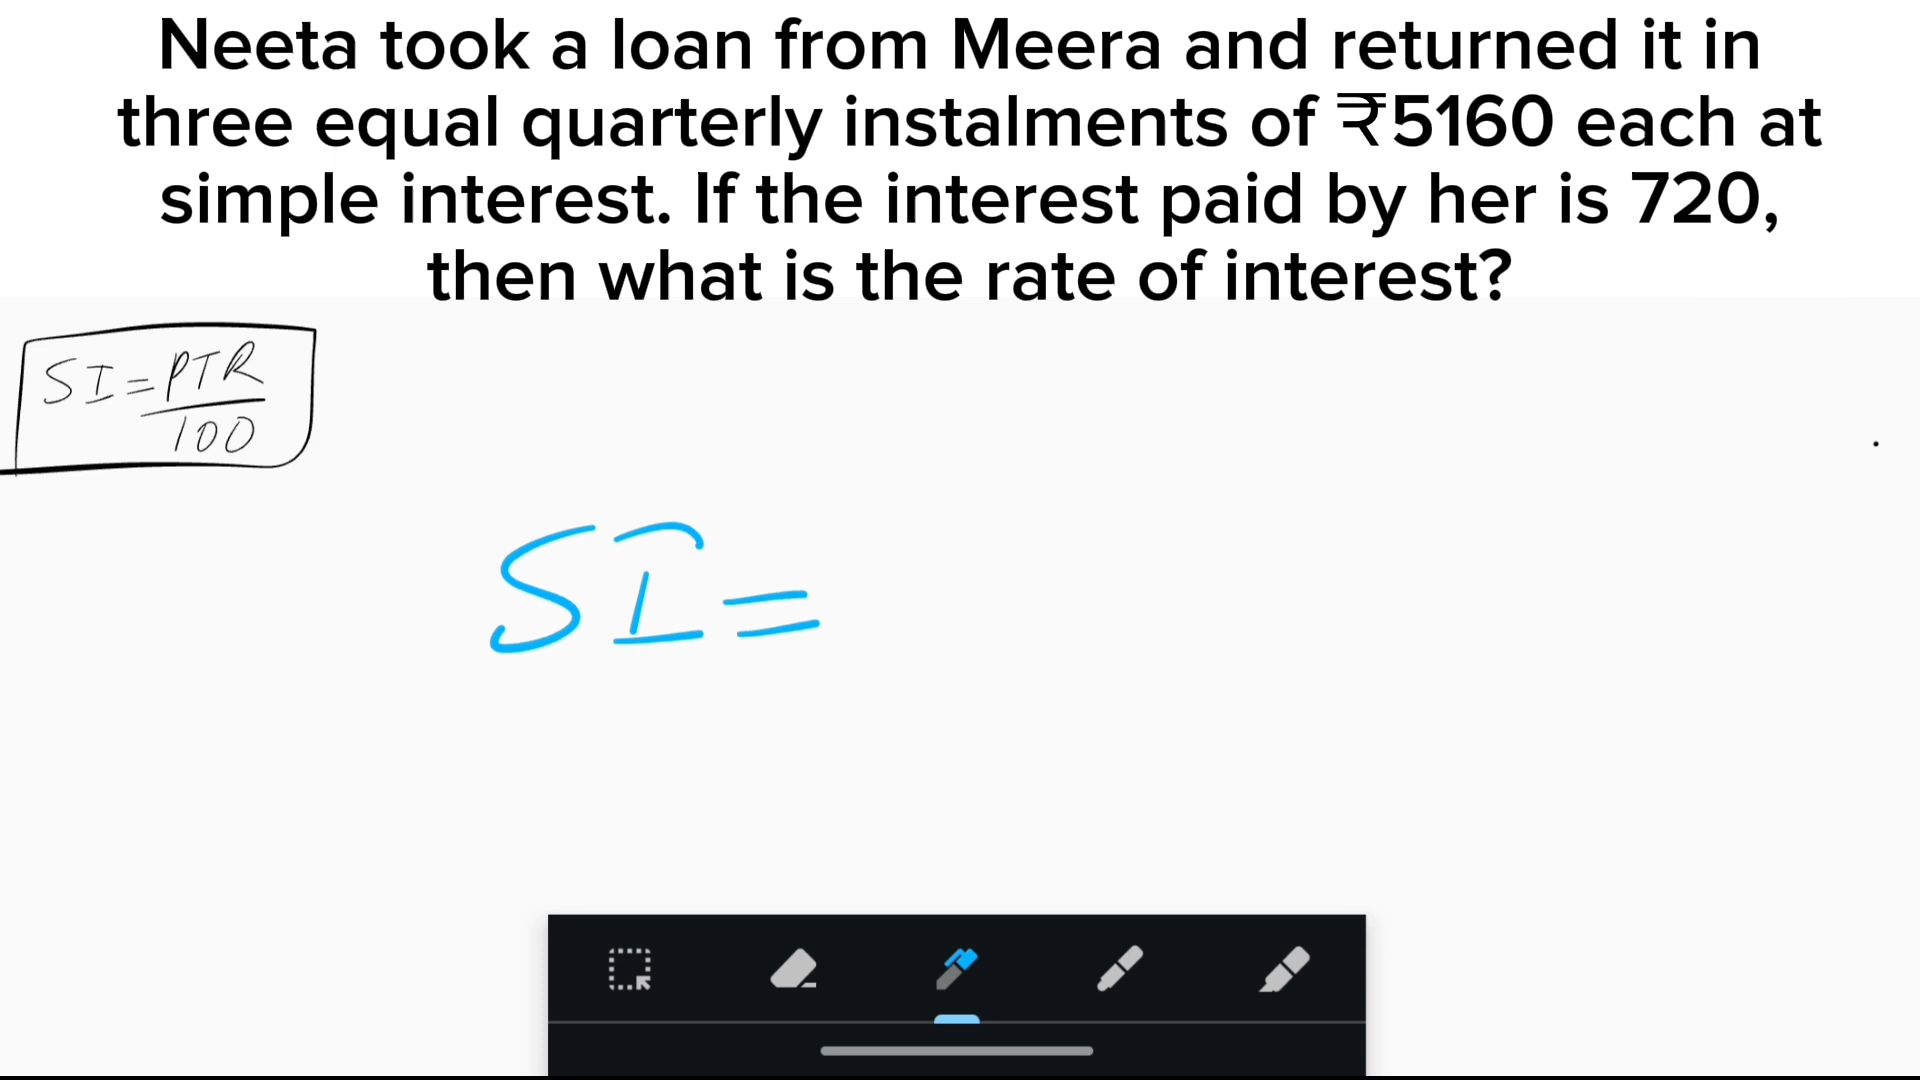 Neeta took a loan from Meera and returned it in
three equal quarterly instalments of ₹5160 each at
simple interest. If the interest paid by her is 720,
then what is the rate of interest?
SI=PTR
100
SI=